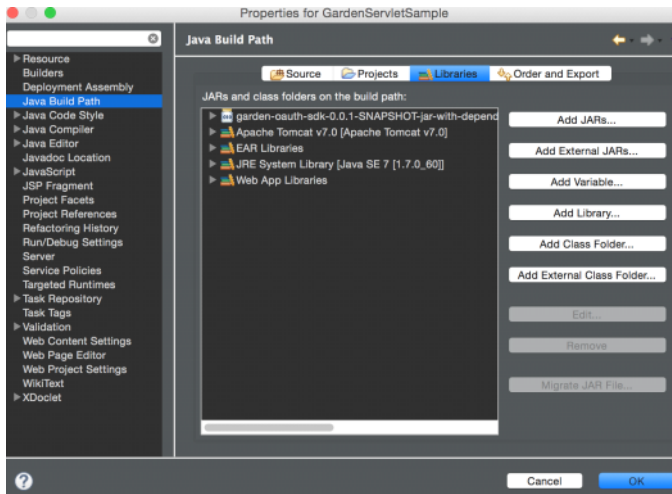 Properties for GardenServletSample
Java Build Path
Resource
Builders
Deployment Assembly
Java Build Path
Java Code Style
Java Compiler
Java Editor
Javadoc Location
JavaScript
JSP Fragment
Project Facets
Project References
Refactoring History
Run/Debug Settings
Server
Service Policies
Targeted Runtimes
Task Repository
Task Tags
Validation
Web Content Settings
Web Page Editor
Web Project Settings
WikiText
XDoclet
Source Projects Libraries Order and Export
JARs and class folders on the build path:
garden-oauth-sdk-0.0.1-SNAPSHOT-jar-with-depend
Apache Tomcat v7.0 [Apache Tomcat v7.0]
EAR Libraries
JRE System Library [Java SE 7 [1.7.0_60]]
Web App Libraries
Add JARs...
Add External JARs...
Add Variable...
Add Library...
Add Class Folder...
Add External Class Folder...
Edit...
Remove
Migrate JAR File...
?
Cancel OK